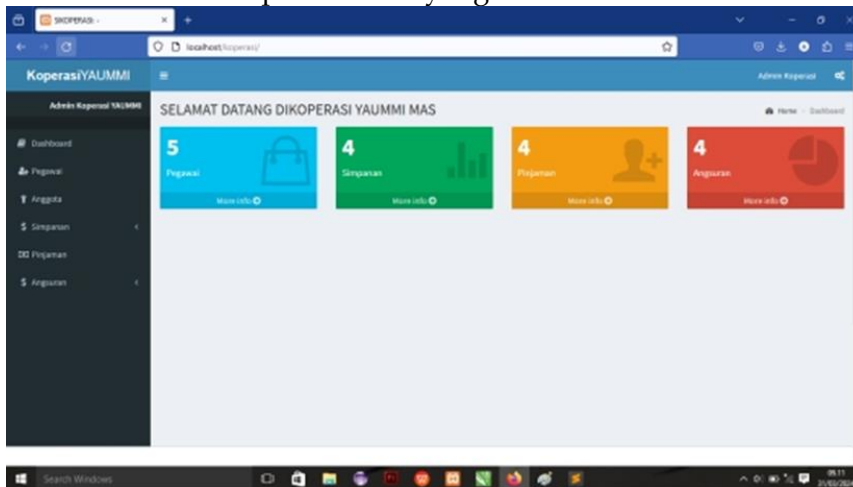 SIKOPERASI -
localhost/koperasi/
KoperasiYAUMMI
Admin Koperasi
Admin Koperasi YAUMMI
SELAMAT DATANG DIKOPERASI YAUMMI MAS
Home
Dashboard
Dashboard
Pegawai
Anggota
$ Simpanan
Pinjaman
$ Angsuran
5
Pegawai
More info
4
Simpanan
More info
4
Pinjaman
More info
4
Angsuran
More info
Search Windows
05.11